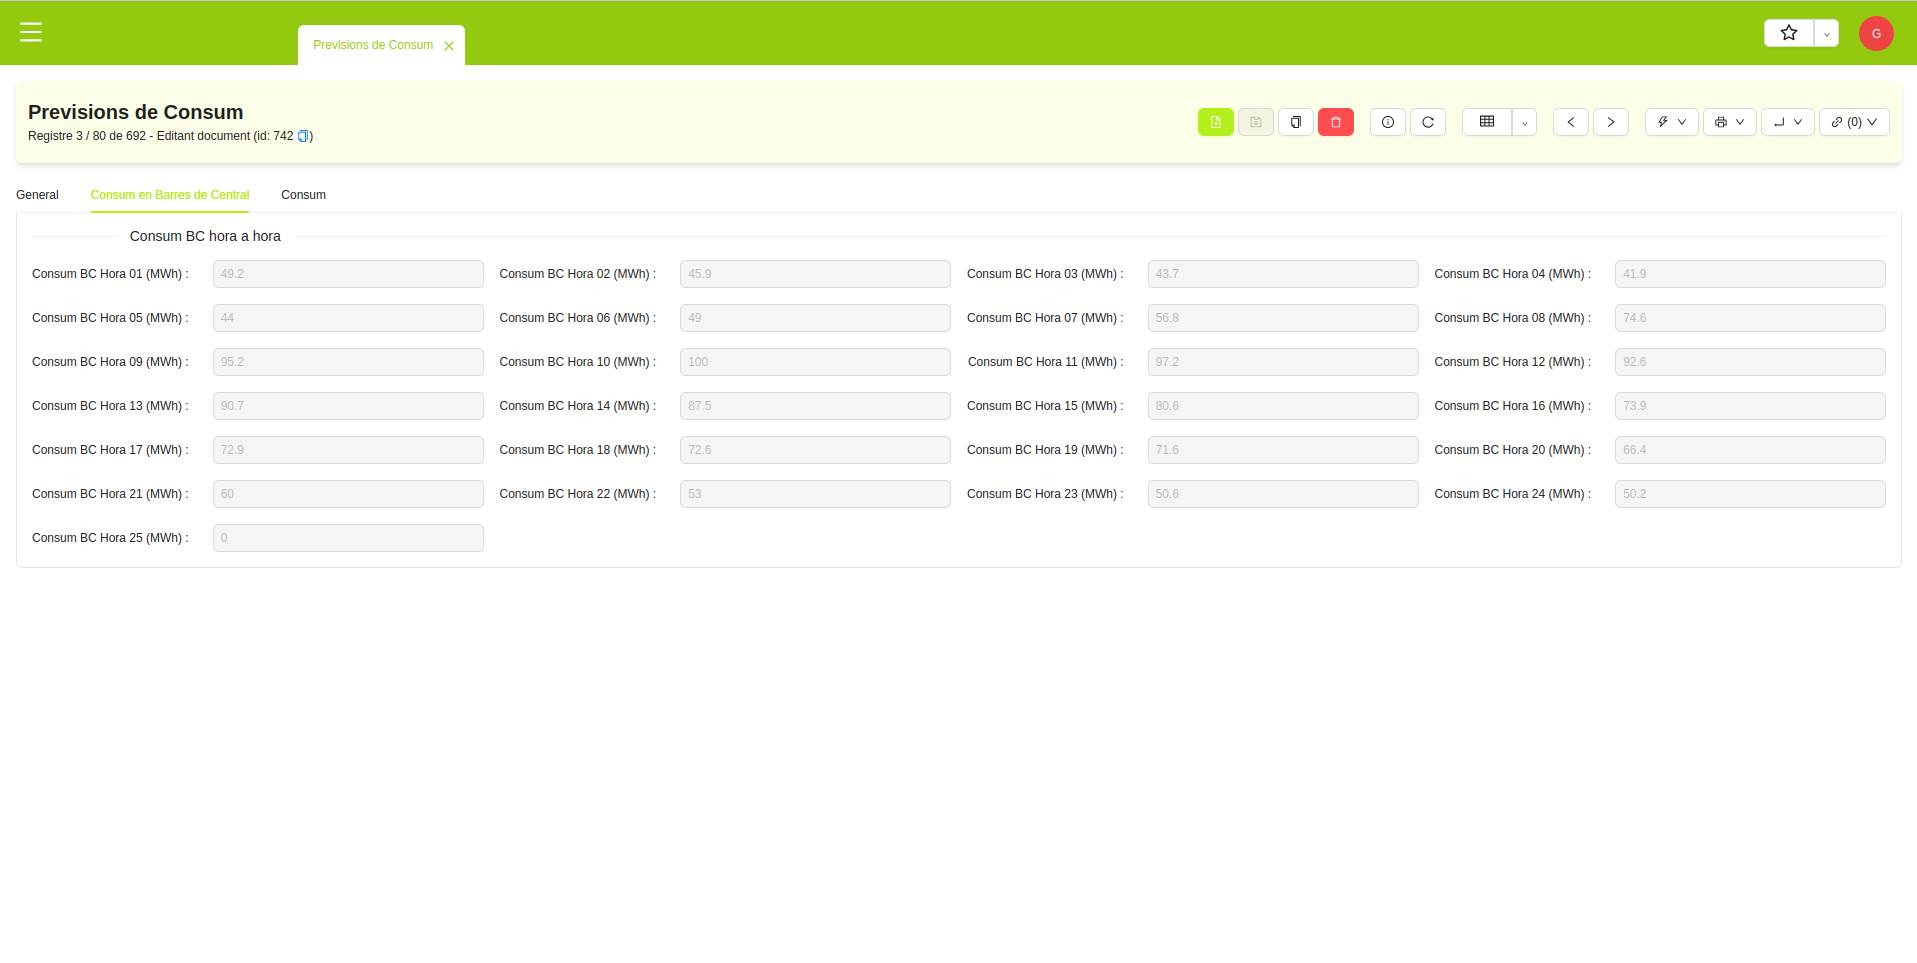 Previsions de Consum
G
Previsions de Consum
Registre 3 / 80 de 692 - Editant document (id: 742 )
(0)
General Consum en Barres de Central Consum
Consum BC hora a hora
Consum BC Hora 01 (MWh) : 49.2 Consum BC Hora 02 (MWh) : 45.9 Consum BC Hora 03 (MWh) : 43.7 Consum BC Hora 04 (MWh) : 41.9
Consum BC Hora 05 (MWh) : 44 Consum BC Hora 06 (MWh) : 49 Consum BC Hora 07 (MWh) : 56.8 Consum BC Hora 08 (MWh) : 74.6
Consum BC Hora 09 (MWh) : 95.2 Consum BC Hora 10 (MWh) : 100 Consum BC Hora 11 (MWh) : 97.2 Consum BC Hora 12 (MWh) : 92.6
Consum BC Hora 13 (MWh) : 90.7 Consum BC Hora 14 (MWh) : 87.5 Consum BC Hora 15 (MWh) : 80.6 Consum BC Hora 16 (MWh) : 73.9
Consum BC Hora 17 (MWh) : 72.9 Consum BC Hora 18 (MWh) : 72.6 Consum BC Hora 19 (MWh) : 71.6 Consum BC Hora 20 (MWh) : 66.4
Consum BC Hora 21 (MWh) : 60 Consum BC Hora 22 (MWh) : 53 Consum BC Hora 23 (MWh) : 50.6 Consum BC Hora 24 (MWh) : 50.2
Consum BC Hora 25 (MWh) : 0